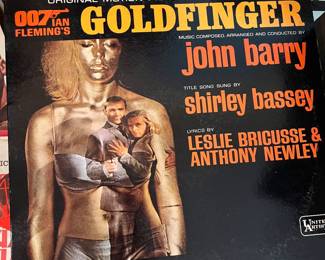 ORIGINAL MOTION
007 IAN
FLEMING'S
GOLDFINGER
MUSIC COMPOSED, ARRANGED AND CONDUCTED BY
john barry
TITLE SONG SUNG BY
shirley bassey
LYRICS BY
LESLIE BRICUSSE &
ANTHONY NEWLEY
UNITED
ARTISTS